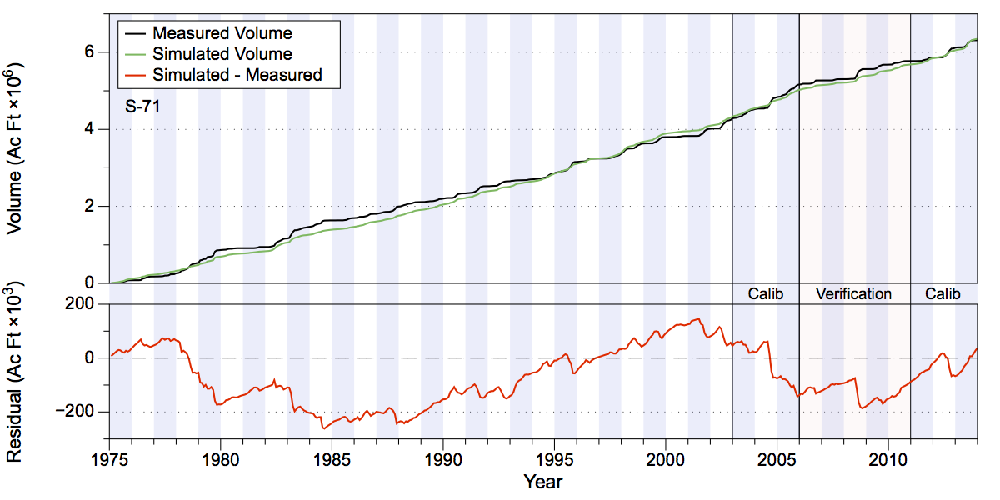 Measured Volume
Simulated Volume
Simulated - Measured
S-71
Volume (Ac Ft ×10⁶)
6
4
2
0
Calib Verification Calib
Residual (Ac Ft ×10³)
200
0
−200
1975 1980 1985 1990 1995 2000 2005 2010
Year